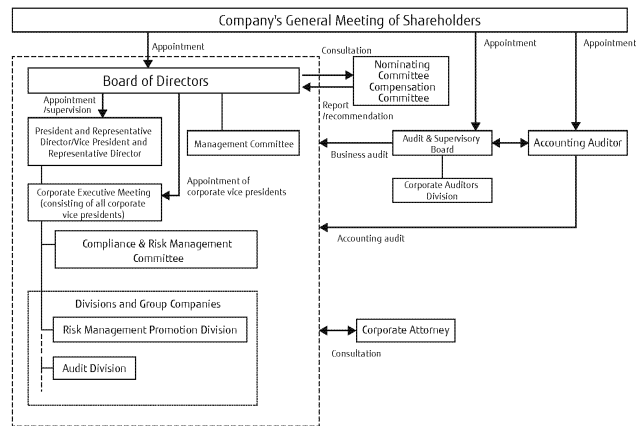 Company's General Meeting of Shareholders
Appointment
Consultation
Appointment
Appointment
Board of Directors
Nominating
Committee
Compensation
Committee
Appointment
/supervision
Report
/recommendation
President and Representative
Director/Vice President and
Representative Director
Management Committee
Audit & Supervisory
Board
Accounting Auditor
Business audit
Appointment of
corporate vice presidents
Corporate Executive Meeting
(consisting of all corporate
vice presidents)
Corporate Auditors
Division
Compliance & Risk Management
Committee
Accounting audit
Divisions and Group Companies
Risk Management Promotion Division
Corporate Attorney
Consultation
Audit Division